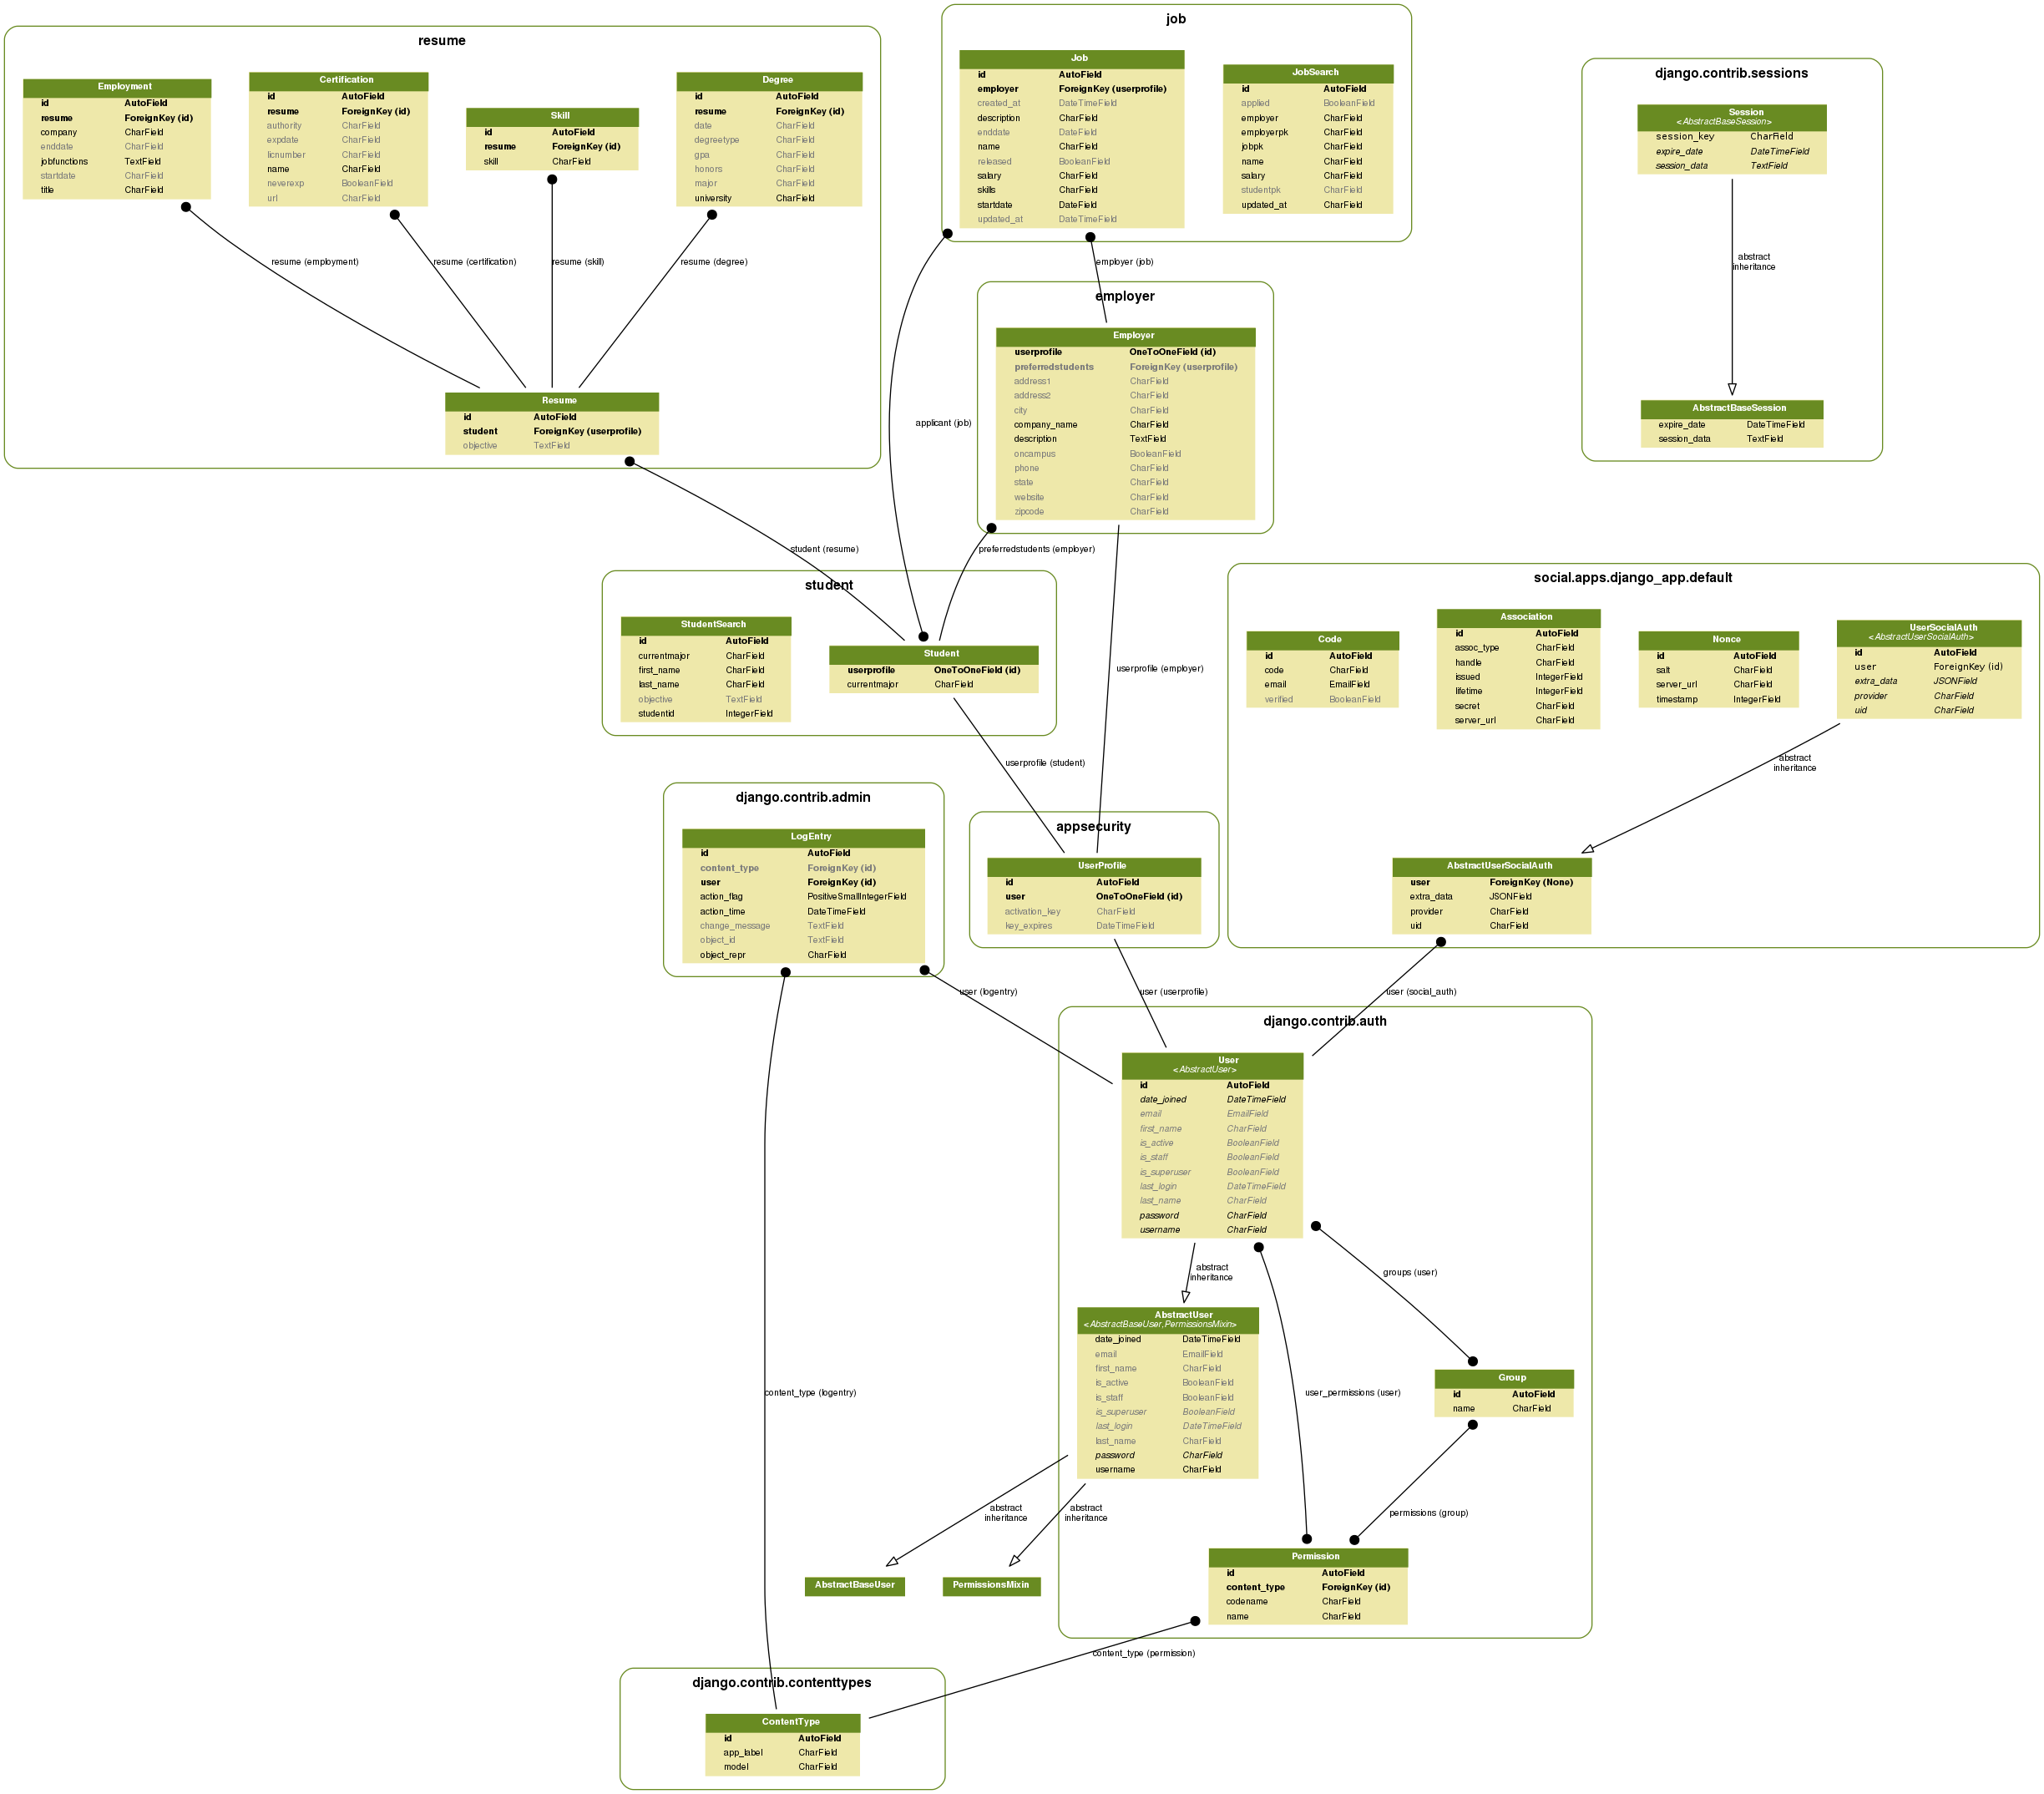 resume
Employment
id AutoField
resume ForeignKey (id)
company CharField
enddate CharField
jobfunctions TextField
startdate CharField
title CharField
Certification
id AutoField
resume ForeignKey (id)
authority CharField
expdate CharField
licnumber CharField
name CharField
neverexp BooleanField
url CharField
Skill
id AutoField
resume ForeignKey (id)
skill CharField
Degree
id AutoField
resume ForeignKey (id)
date CharField
degreetype CharField
gpa CharField
honors CharField
major CharField
university CharField
resume (employment)
resume (certification)
resume (skill)
resume (degree)
Resume
id AutoField
student ForeignKey (userprofile)
objective TextField
job
Job
id AutoField
employer ForeignKey (userprofile)
created_at DateTimeField
description CharField
enddate DateField
name CharField
released BooleanField
salary CharField
skills CharField
startdate DateField
updated_at DateTimeField
JobSearch
id AutoField
applied BooleanField
employer CharField
employerpk CharField
jobpk CharField
name CharField
salary CharField
studentpk CharField
updated_at CharField
employer (job)
applicant (job)
employer
Employer
userprofile OneToOneField (id)
preferredstudents ForeignKey (userprofile)
address1 CharField
address2 CharField
city CharField
company_name CharField
description TextField
oncampus BooleanField
phone CharField
state CharField
website CharField
zipcode CharField
django.contrib.sessions
Session
<AbstractBaseSession>
session_key CharField
expire_date DateTimeField
session_data TextField
abstract
inheritance
AbstractBaseSession
expire_date DateTimeField
session_data TextField
student (resume)
preferredstudents (employer)
userprofile (employer)
student
StudentSearch
id AutoField
currentmajor CharField
first_name CharField
last_name CharField
objective TextField
studentid IntegerField
Student
userprofile OneToOneField (id)
currentmajor CharField
userprofile (student)
social.apps.django_app.default
Code
id AutoField
code CharField
email EmailField
verified BooleanField
Association
id AutoField
assoc_type CharField
handle CharField
issued IntegerField
lifetime IntegerField
secret CharField
server_url CharField
Nonce
id AutoField
salt CharField
server_url CharField
timestamp IntegerField
UserSocialAuth
<AbstractUserSocialAuth>
id AutoField
user ForeignKey (id)
extra_data JSONField
provider CharField
uid CharField
abstract
inheritance
AbstractUserSocialAuth
user ForeignKey (None)
extra_data JSONField
provider CharField
uid CharField
django.contrib.admin
LogEntry
id AutoField
content_type ForeignKey (id)
user ForeignKey (id)
action_flag PositiveSmallIntegerField
action_time DateTimeField
change_message TextField
object_id TextField
object_repr CharField
appsecurity
UserProfile
id AutoField
user OneToOneField (id)
activation_key CharField
key_expires DateTimeField
user (logentry)
user (userprofile)
user (social_auth)
django.contrib.auth
User
<AbstractUser>
id AutoField
date_joined DateTimeField
email EmailField
first_name CharField
is_active BooleanField
is_staff BooleanField
is_superuser BooleanField
last_login DateTimeField
last_name CharField
password CharField
username CharField
abstract
inheritance
groups (user)
AbstractUser
<AbstractBaseUser,PermissionsMixin>
date_joined DateTimeField
email EmailField
first_name CharField
is_active BooleanField
is_staff BooleanField
is_superuser BooleanField
last_login DateTimeField
last_name CharField
password CharField
username CharField
content_type (logentry)
user_permissions (user)
Group
id AutoField
name CharField
abstract
inheritance
abstract
inheritance
permissions (group)
AbstractBaseUser
PermissionsMixin
Permission
id AutoField
content_type ForeignKey (id)
codename CharField
name CharField
content_type (permission)
django.contrib.contenttypes
ContentType
id AutoField
app_label CharField
model CharField